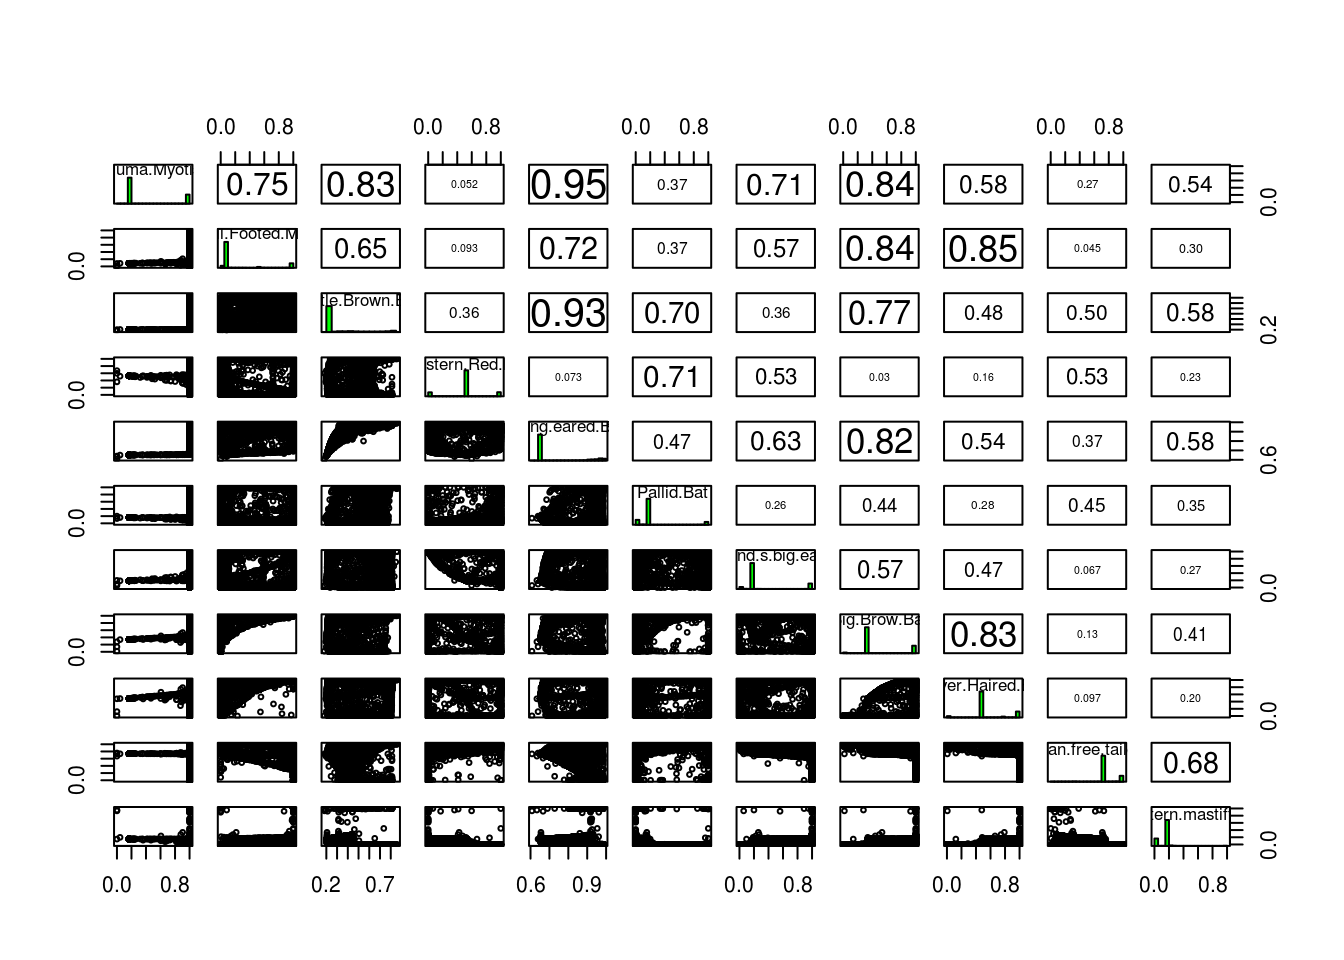 0.0 0.8 0.0 0.8 0.0 0.8 0.0 0.8 0.0 0.8
uma.Myoti 0.75 0.83 0.052 0.95 0.37 0.71 0.84 0.58 0.27 0.54 0.0
0.0 l.Footed.M 0.65 0.093 0.72 0.37 0.57 0.84 0.85 0.045 0.30
tle.Brown.B 0.36 0.93 0.70 0.36 0.77 0.48 0.50 0.58 0.2
0.0 stern.Red. 0.073 0.71 0.53 0.03 0.16 0.53 0.23
ng.eared.B 0.47 0.63 0.82 0.54 0.37 0.58 0.6
0.0 Pallid.Bat 0.26 0.44 0.28 0.45 0.35
nd.s.big.ea 0.57 0.47 0.067 0.27 0.0
0.0 ig.Brow.Ba 0.83 0.13 0.41
ver.Haired. 0.097 0.20 0.0
0.0 an.free.tail 0.68
tern.mastif 0.0
0.0 0.8 0.2 0.7 0.6 0.9 0.0 0.8 0.0 0.8 0.0 0.8